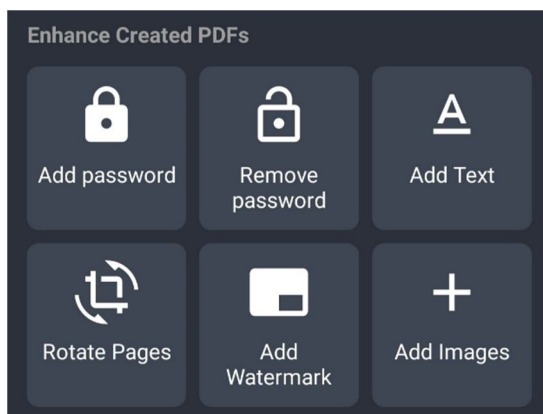 Enhance Created PDFs
Add password
Remove
password
Add Text
Rotate Pages
Add
Watermark
Add Images